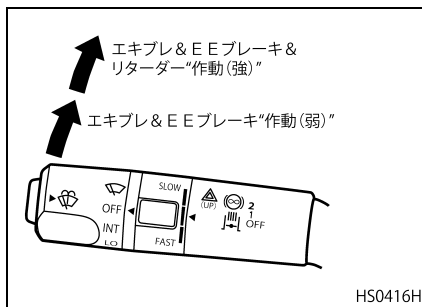 エキブレ＆ＥＥブレーキ＆
リターダー“作動（強）”
エキブレ＆ＥＥブレーキ“作動（弱）”
SLOW
FAST
OFF
INT
LO
(UP)
2
1
OFF
HS0416H